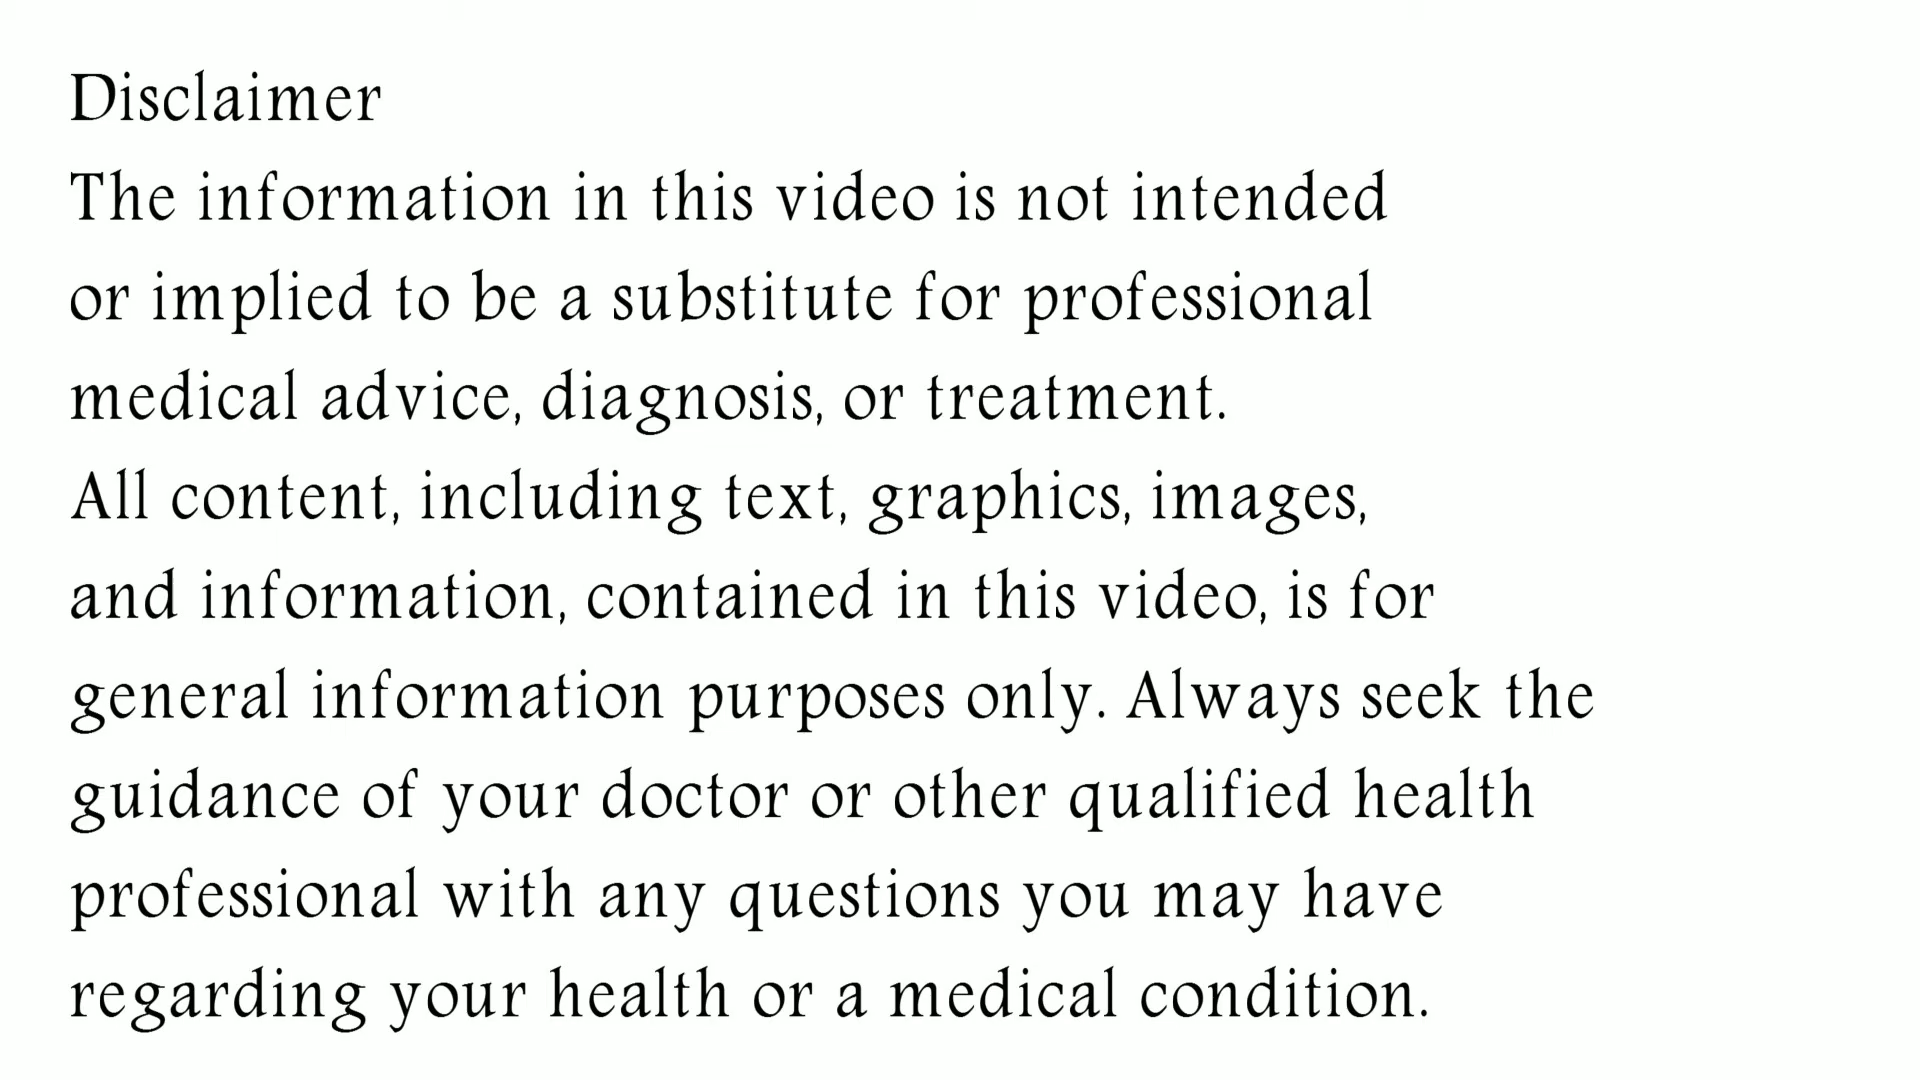 Disclaimer
The information in this video is not intended
or implied to be a substitute for professional
medical advice, diagnosis, or treatment.
All content, including text, graphics, images,
and information, contained in this video, is for
general information purposes only. Always seek the
guidance of your doctor or other qualified health
professional with any questions you may have
regarding your health or a medical condition.